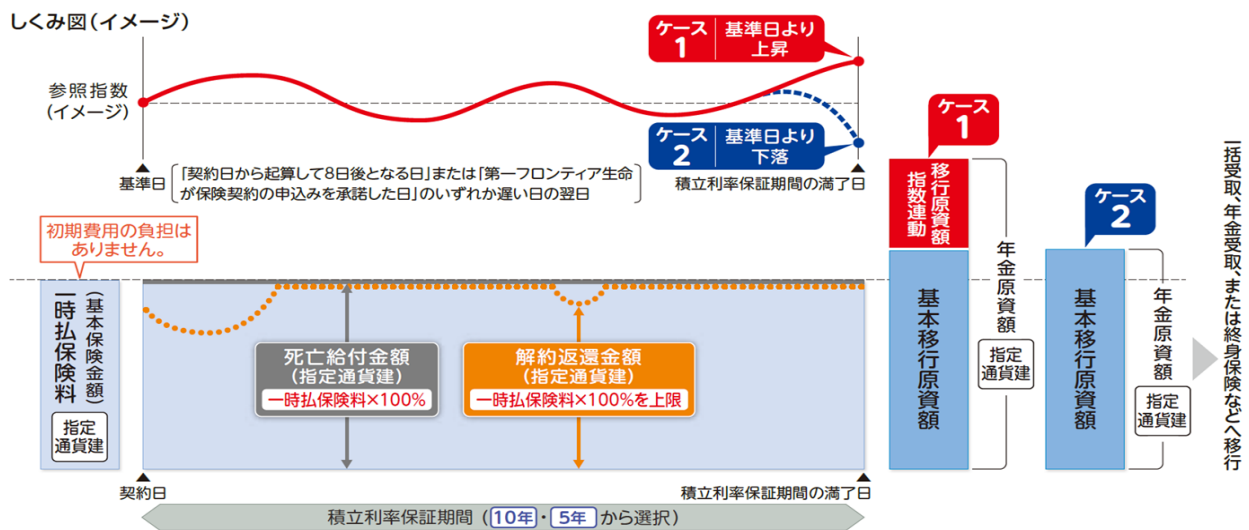 しくみ図(イメージ)
ケース
1
基準日より
上昇
参照指数
(イメージ)
ケース
2
基準日より
下落
基準日
「契約日から起算して8日後となる日」または「第一フロンティア生命
が保険契約の申込みを承諾した日」のいずれか遅い日の翌日
積立利率保証期間の満了日
初期費用の負担は
ありません。
一時払保険料
(基本保険金額)
指定
通貨建
死亡給付金額
(指定通貨建)
一時払保険料×100%
解約返還金額
(指定通貨建)
一時払保険料×100%を上限
契約日
積立利率保証期間の満了日
積立利率保証期間(10年・5年から選択)
ケース
1
指数連動
移行原資額
基本移行原資額
年金原資額
指定
通貨建
ケース
2
基本移行原資額
年金原資額
指定
通貨建
一括受取、年金受取、または終身保険などへ移行